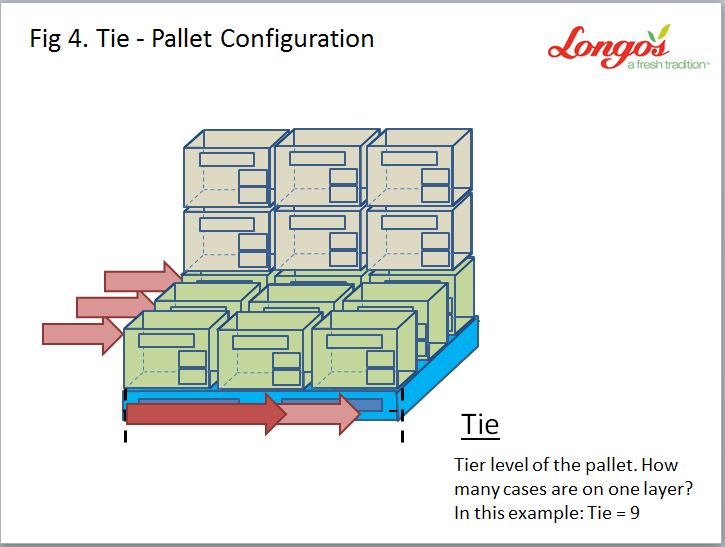 Fig 4. Tie - Pallet Configuration
Longo's
a fresh tradition™
Tie
Tier level of the pallet. How
many cases are on one layer?
In this example: Tie = 9